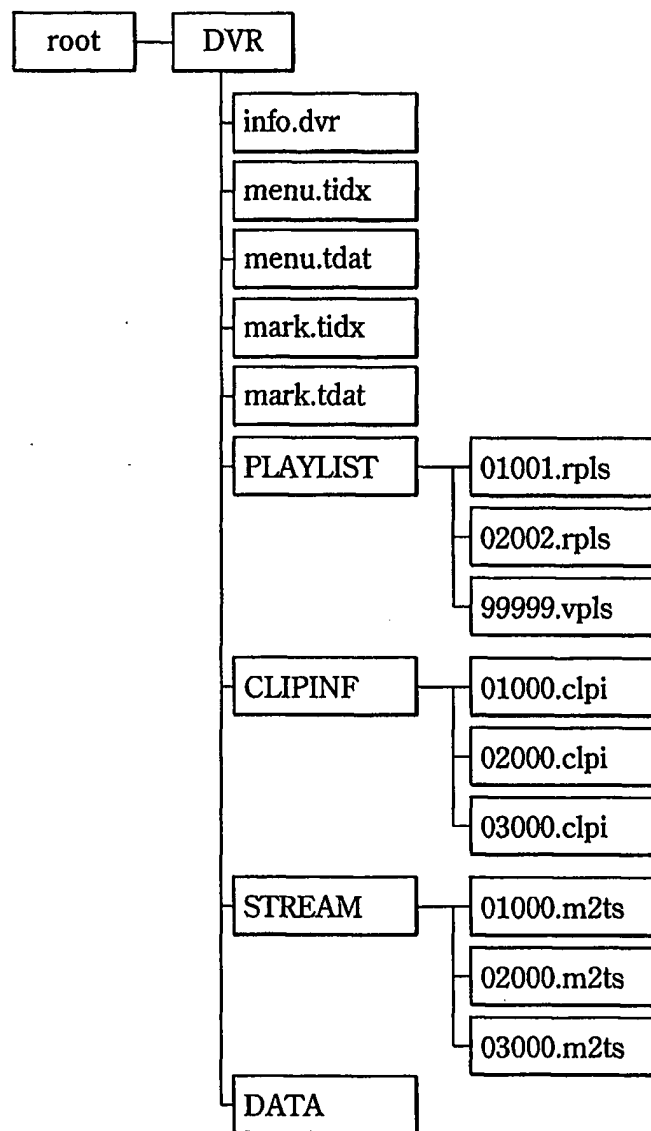 root DVR
info.dvr
menu.tidx
menu.tdat
mark.tidx
mark.tdat
PLAYLIST 01001.rpls
02002.rpls
99999.vpls
CLIPINF 01000.clpi
02000.clpi
03000.clpi
STREAM 01000.m2ts
02000.m2ts
03000.m2ts
DATA